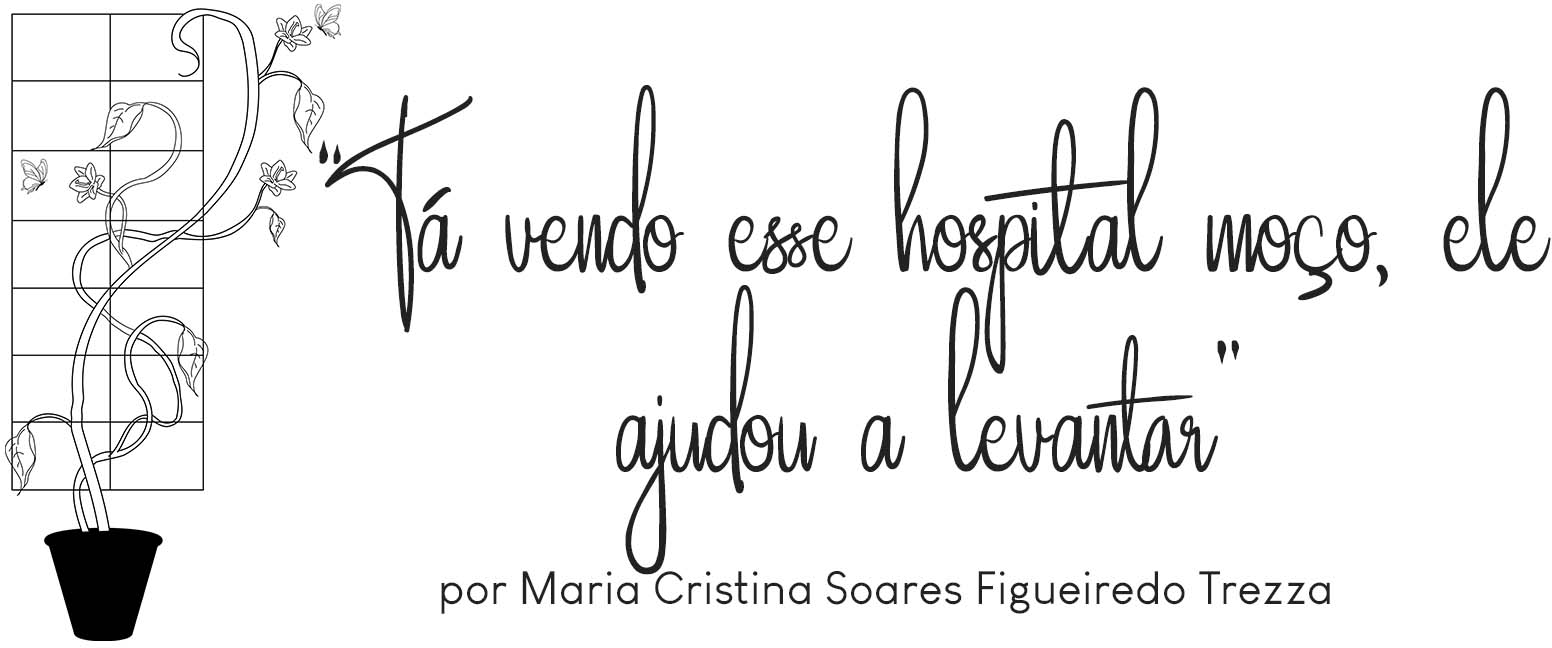 "Tá vendo esse hospital moço, ele
ajudou a levantar"
por Maria Cristina Soares Figueiredo Trezza